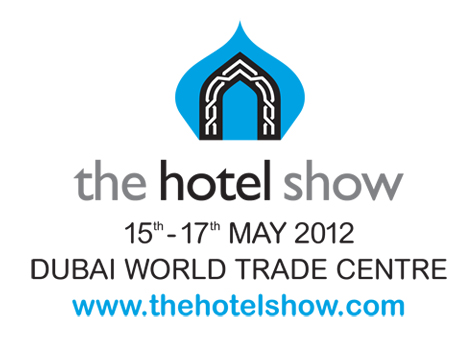 the hotel show
15th - 17th MAY 2012
DUBAI WORLD TRADE CENTRE
www.thehotelshow.com